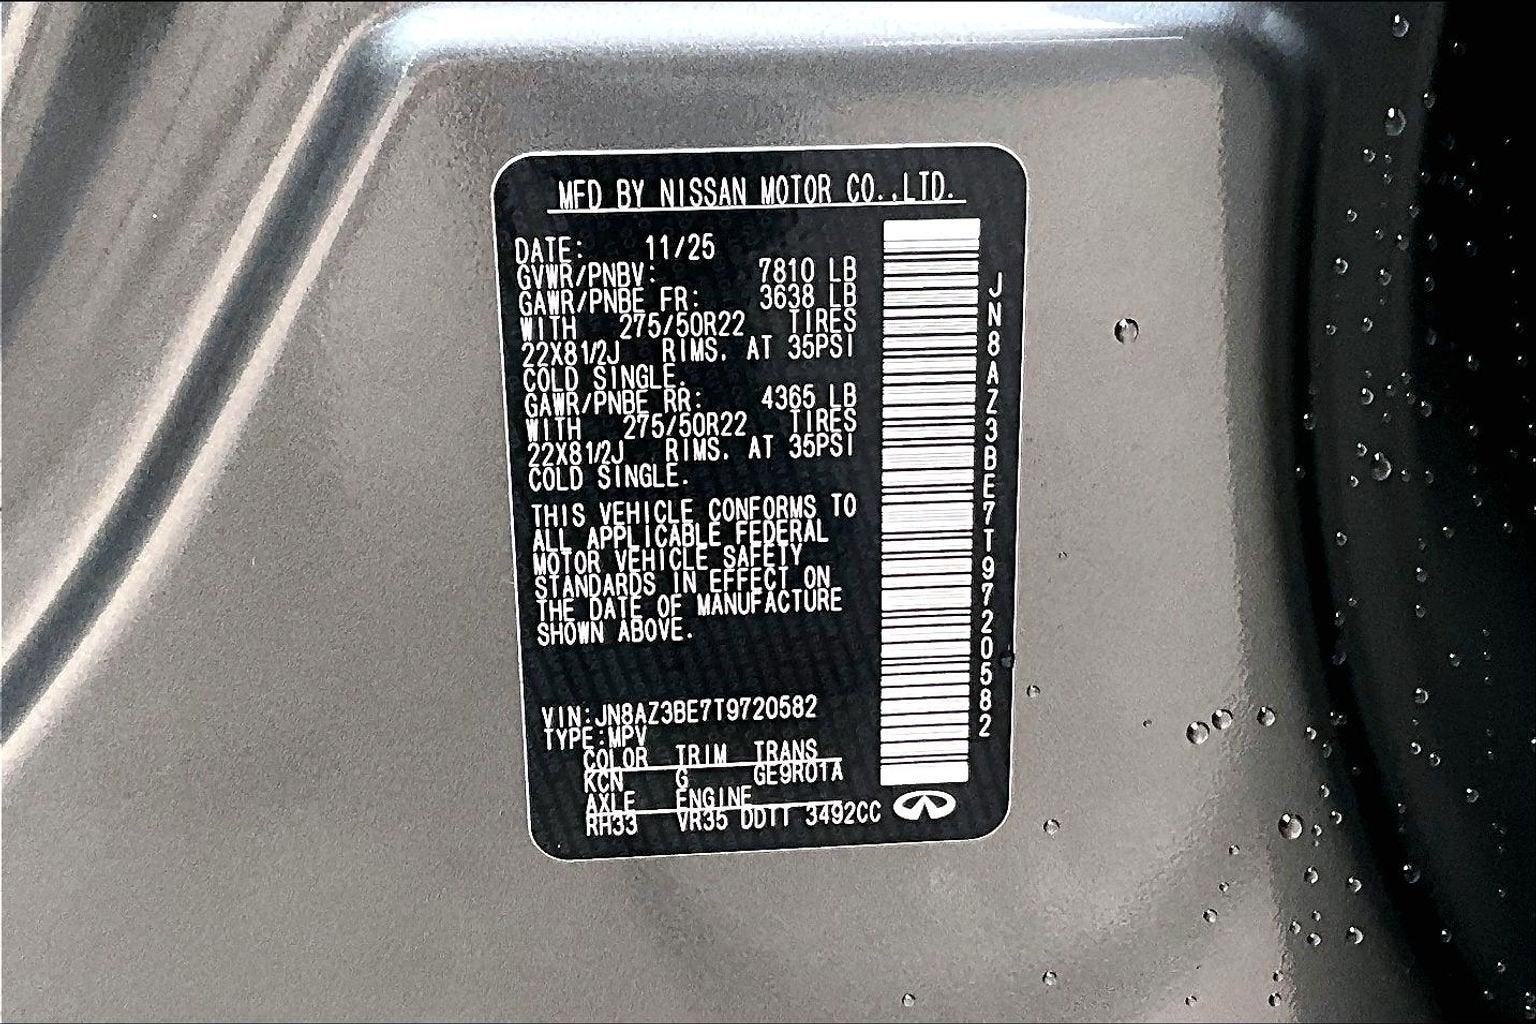 MFD BY NISSAN MOTOR CO.,LTD.
DATE: 11/25
GVWR/PNBV: 7810 LB
GAWR/PNBE FR: 3638 LB
WITH 275/50R22 TIRES
22X81/2J RIMS. AT 35PSI
COLD SINGLE.
GAWR/PNBE RR: 4365 LB
WITH 275/50R22 TIRES
22X81/2J RIMS. AT 35PSI
COLD SINGLE.
THIS VEHICLE CONFORMS TO
ALL APPLICABLE FEDERAL
MOTOR VEHICLE SAFETY
STANDARDS IN EFFECT ON
THE DATE OF MANUFACTURE
SHOWN ABOVE.
VIN:JN8AZ3BE7T9720582
TYPE:MPV
COLOR TRIM TRANS
KCN G GE9R01A
AXLE ENGINE
RH33 VR35 DDTT 3492CC
JN8AZ3BE7T9720582